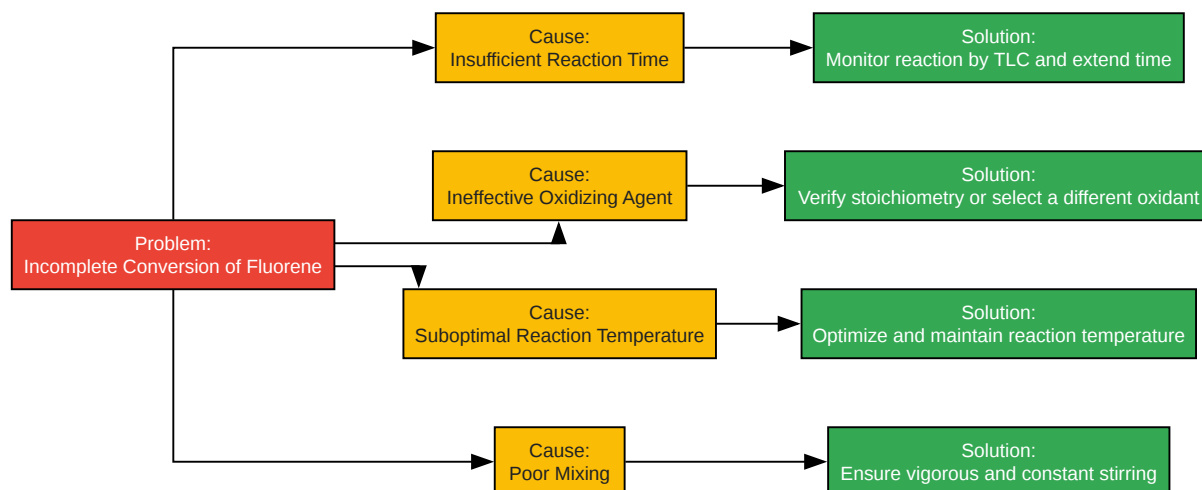 Problem:
Incomplete Conversion of Fluorene
Cause:
Insufficient Reaction Time
Solution:
Monitor reaction by TLC and extend time
Cause:
Ineffective Oxidizing Agent
Solution:
Verify stoichiometry or select a different oxidant
Cause:
Suboptimal Reaction Temperature
Solution:
Optimize and maintain reaction temperature
Cause:
Poor Mixing
Solution:
Ensure vigorous and constant stirring